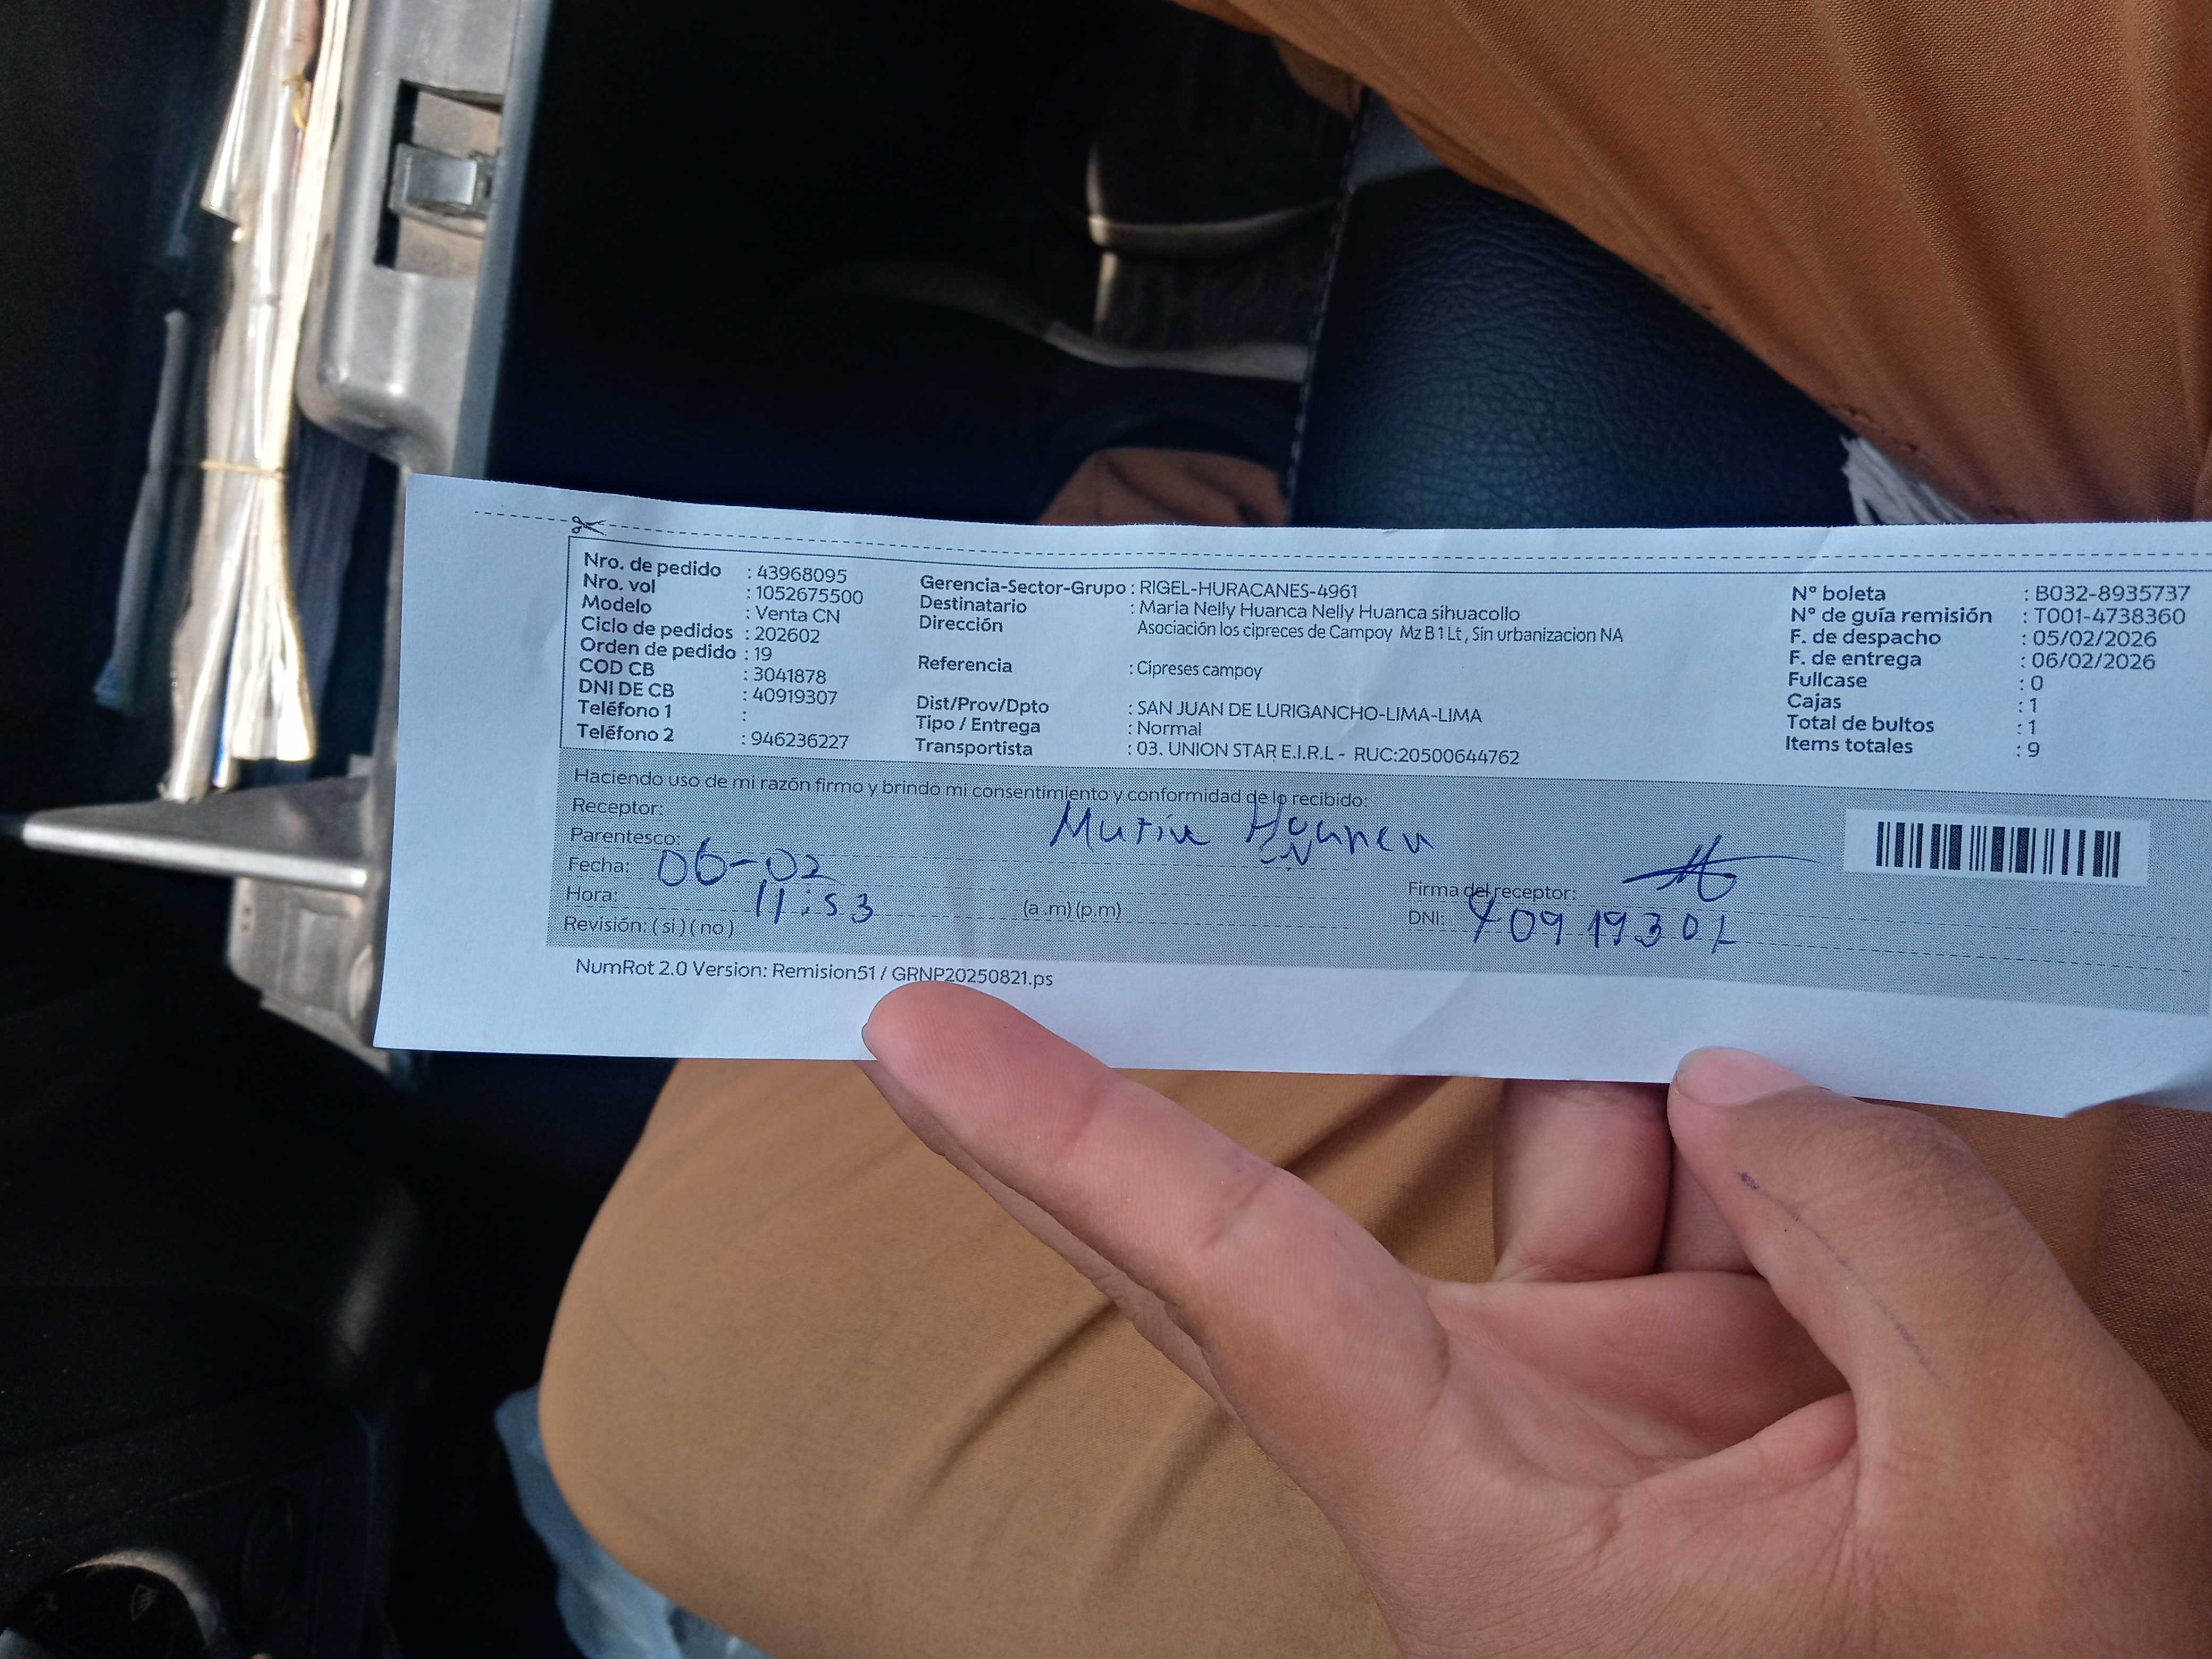 Nro. de pedido : 43968095
Nro. vol : 1052675500
Modelo : Venta CN
Ciclo de pedidos : 202602
Orden de pedido : 19
COD CB : 3041878
DNI DE CB : 40919307
Teléfono 1 :
Teléfono 2 : 946236227
Gerencia-Sector-Grupo : RIGEL-HURACANES-4961
Destinatario : Maria Nelly Huanca Nelly Huanca sihuacollo
Dirección Asociación los cipreces de Campoy Mz B 1 Lt , Sin urbanizacion NA
Referencia : Cipreses campoy
Dist/Prov/Dpto : SAN JUAN DE LURIGANCHO-LIMA-LIMA
Tipo / Entrega : Normal
Transportista : 03. UNION STAR E.I.R.L - RUC:20500644762
N° boleta : B032-8935737
N° de guía remisión : T001-4738360
F. de despacho : 05/02/2026
F. de entrega : 06/02/2026
Fullcase : 0
Cajas : 1
Total de bultos : 1
Items totales : 9
Haciendo uso de mi razón firmo y brindo mi consentimiento y conformidad de lo recibido:
Receptor: Maria Huanca
Parentesco:
Fecha: 06-02
Hora: 11:53 (a .m) (p.m)
Revisión: ( si ) ( no )
Firma del receptor:
DNI: 40919307
NumRot 2.0 Version: Remision51 / GRNP20250821.ps